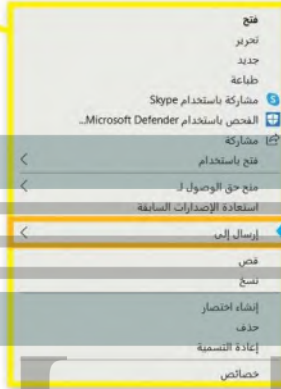 فتح
تحرير
جديد
طباعة
مشاركة باستخدام Skype
الفحص باستخدام Microsoft Defender...
مشاركة
فتح باستخدام
منح حق الوصول لـ
استعادة الإصدارات السابقة
إرسال إلى
قص
نسخ
إنشاء اختصار
حذف
إعادة التسمية
خصائص